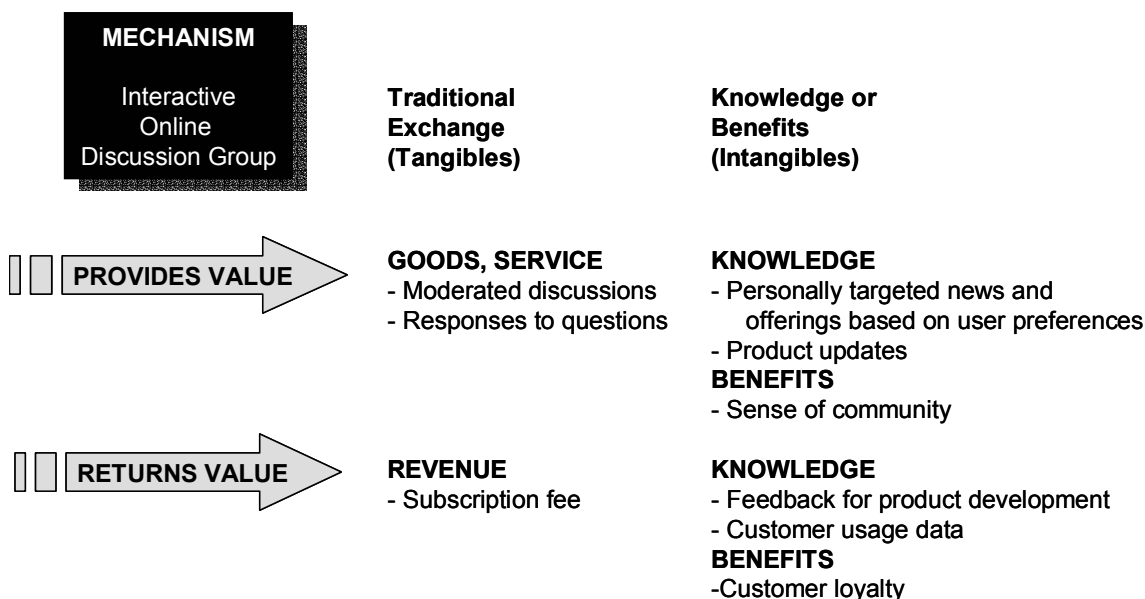 MECHANISM
Interactive
Online
Discussion Group
Traditional
Exchange
(Tangibles)
Knowledge or
Benefits
(Intangibles)
PROVIDES VALUE
GOODS, SERVICE
- Moderated discussions
- Responses to questions
KNOWLEDGE
- Personally targeted news and
offerings based on user preferences
- Product updates
BENEFITS
- Sense of community
RETURNS VALUE
REVENUE
- Subscription fee
KNOWLEDGE
- Feedback for product development
- Customer usage data
BENEFITS
-Customer loyalty